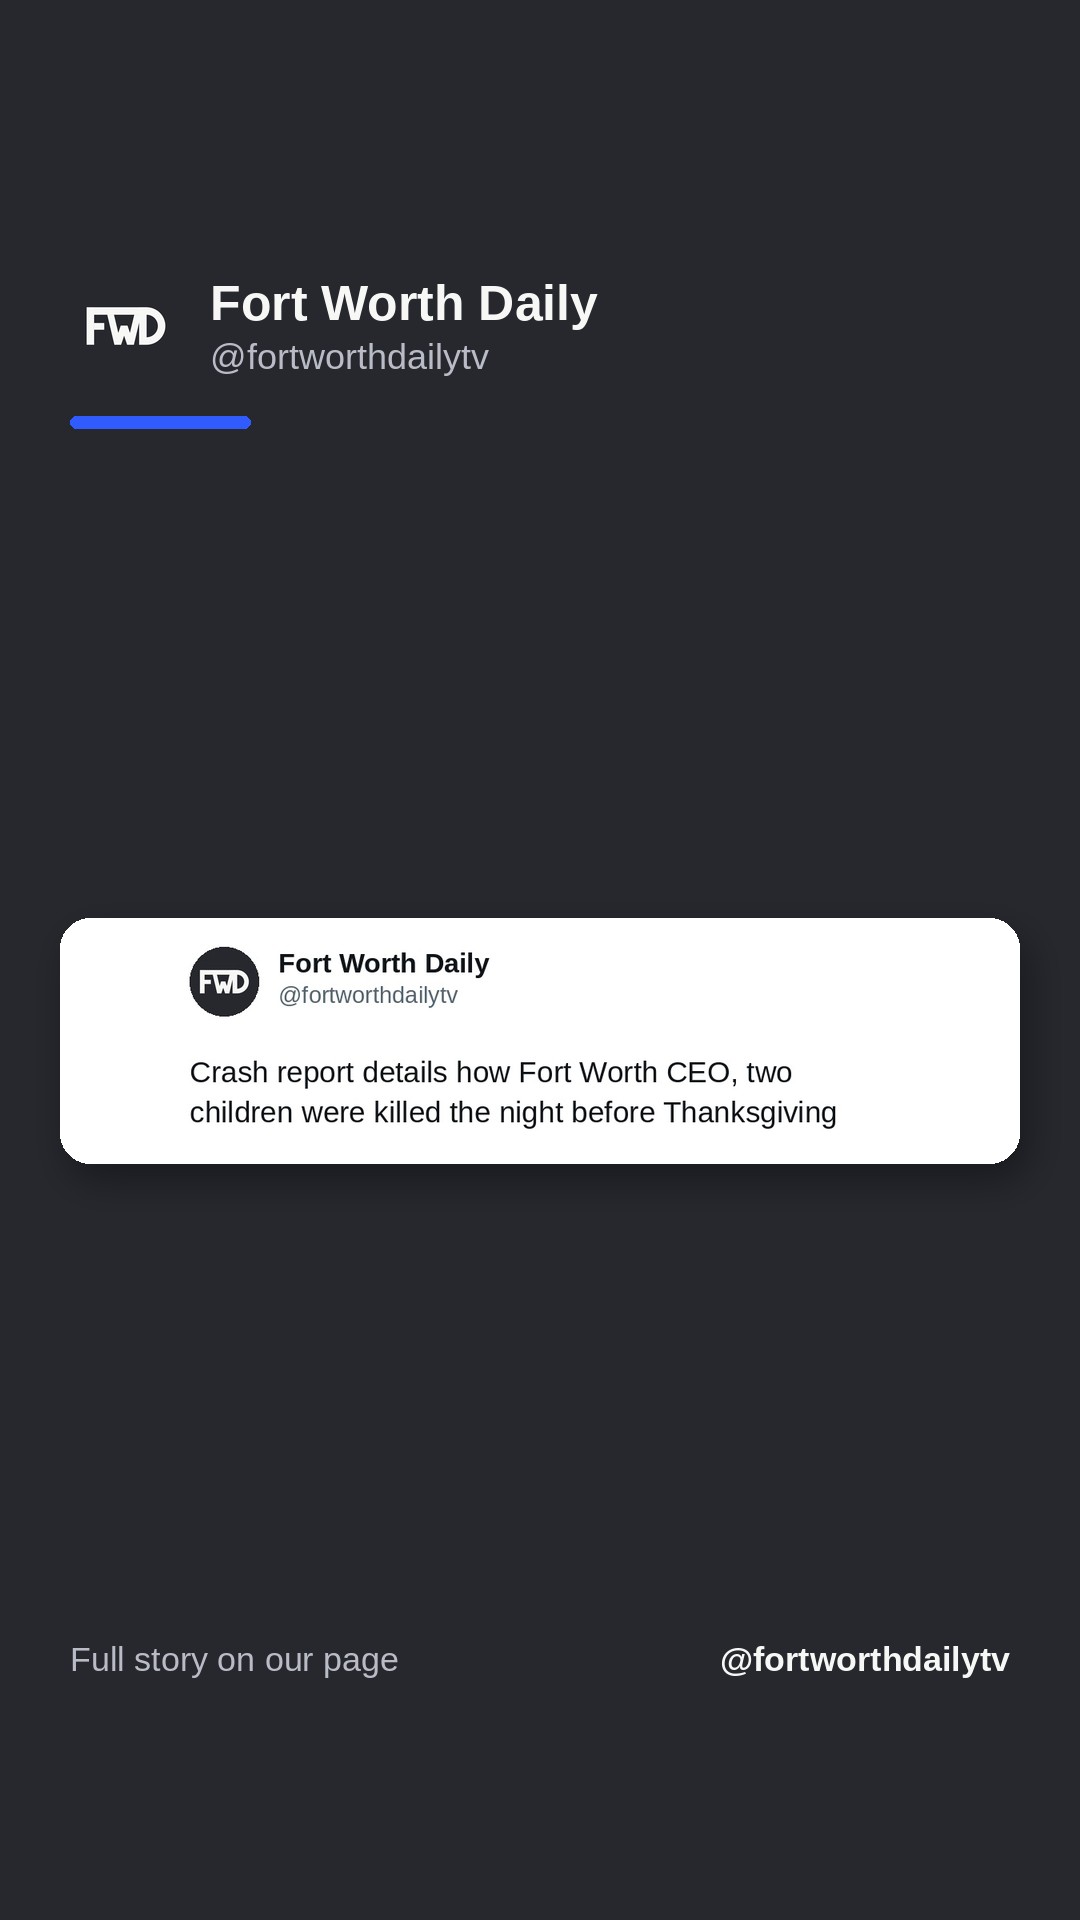 FWD
Fort Worth Daily
@fortworthdailytv
FWD
Fort Worth Daily
@fortworthdailytv
Crash report details how Fort Worth CEO, two
children were killed the night before Thanksgiving
Full story on our page
@fortworthdailytv